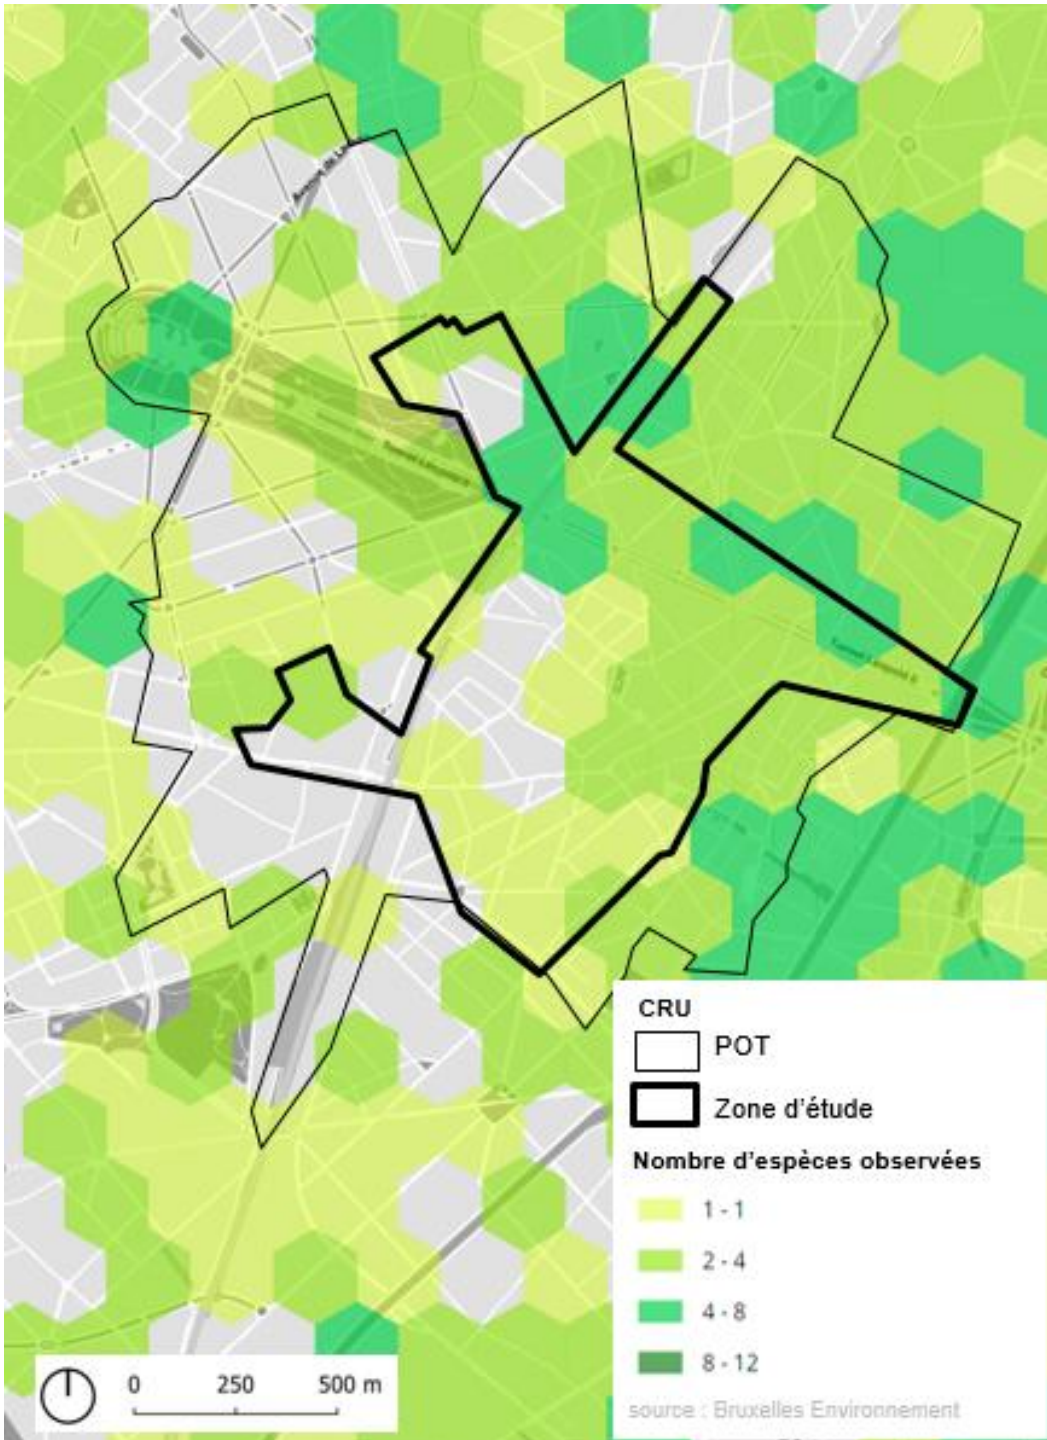 CRU
POT
Zone d'étude
Nombre d'espèces observées
1 - 1
2 - 4
4 - 8
8 - 12
source : Bruxelles Environnement
0 250 500 m